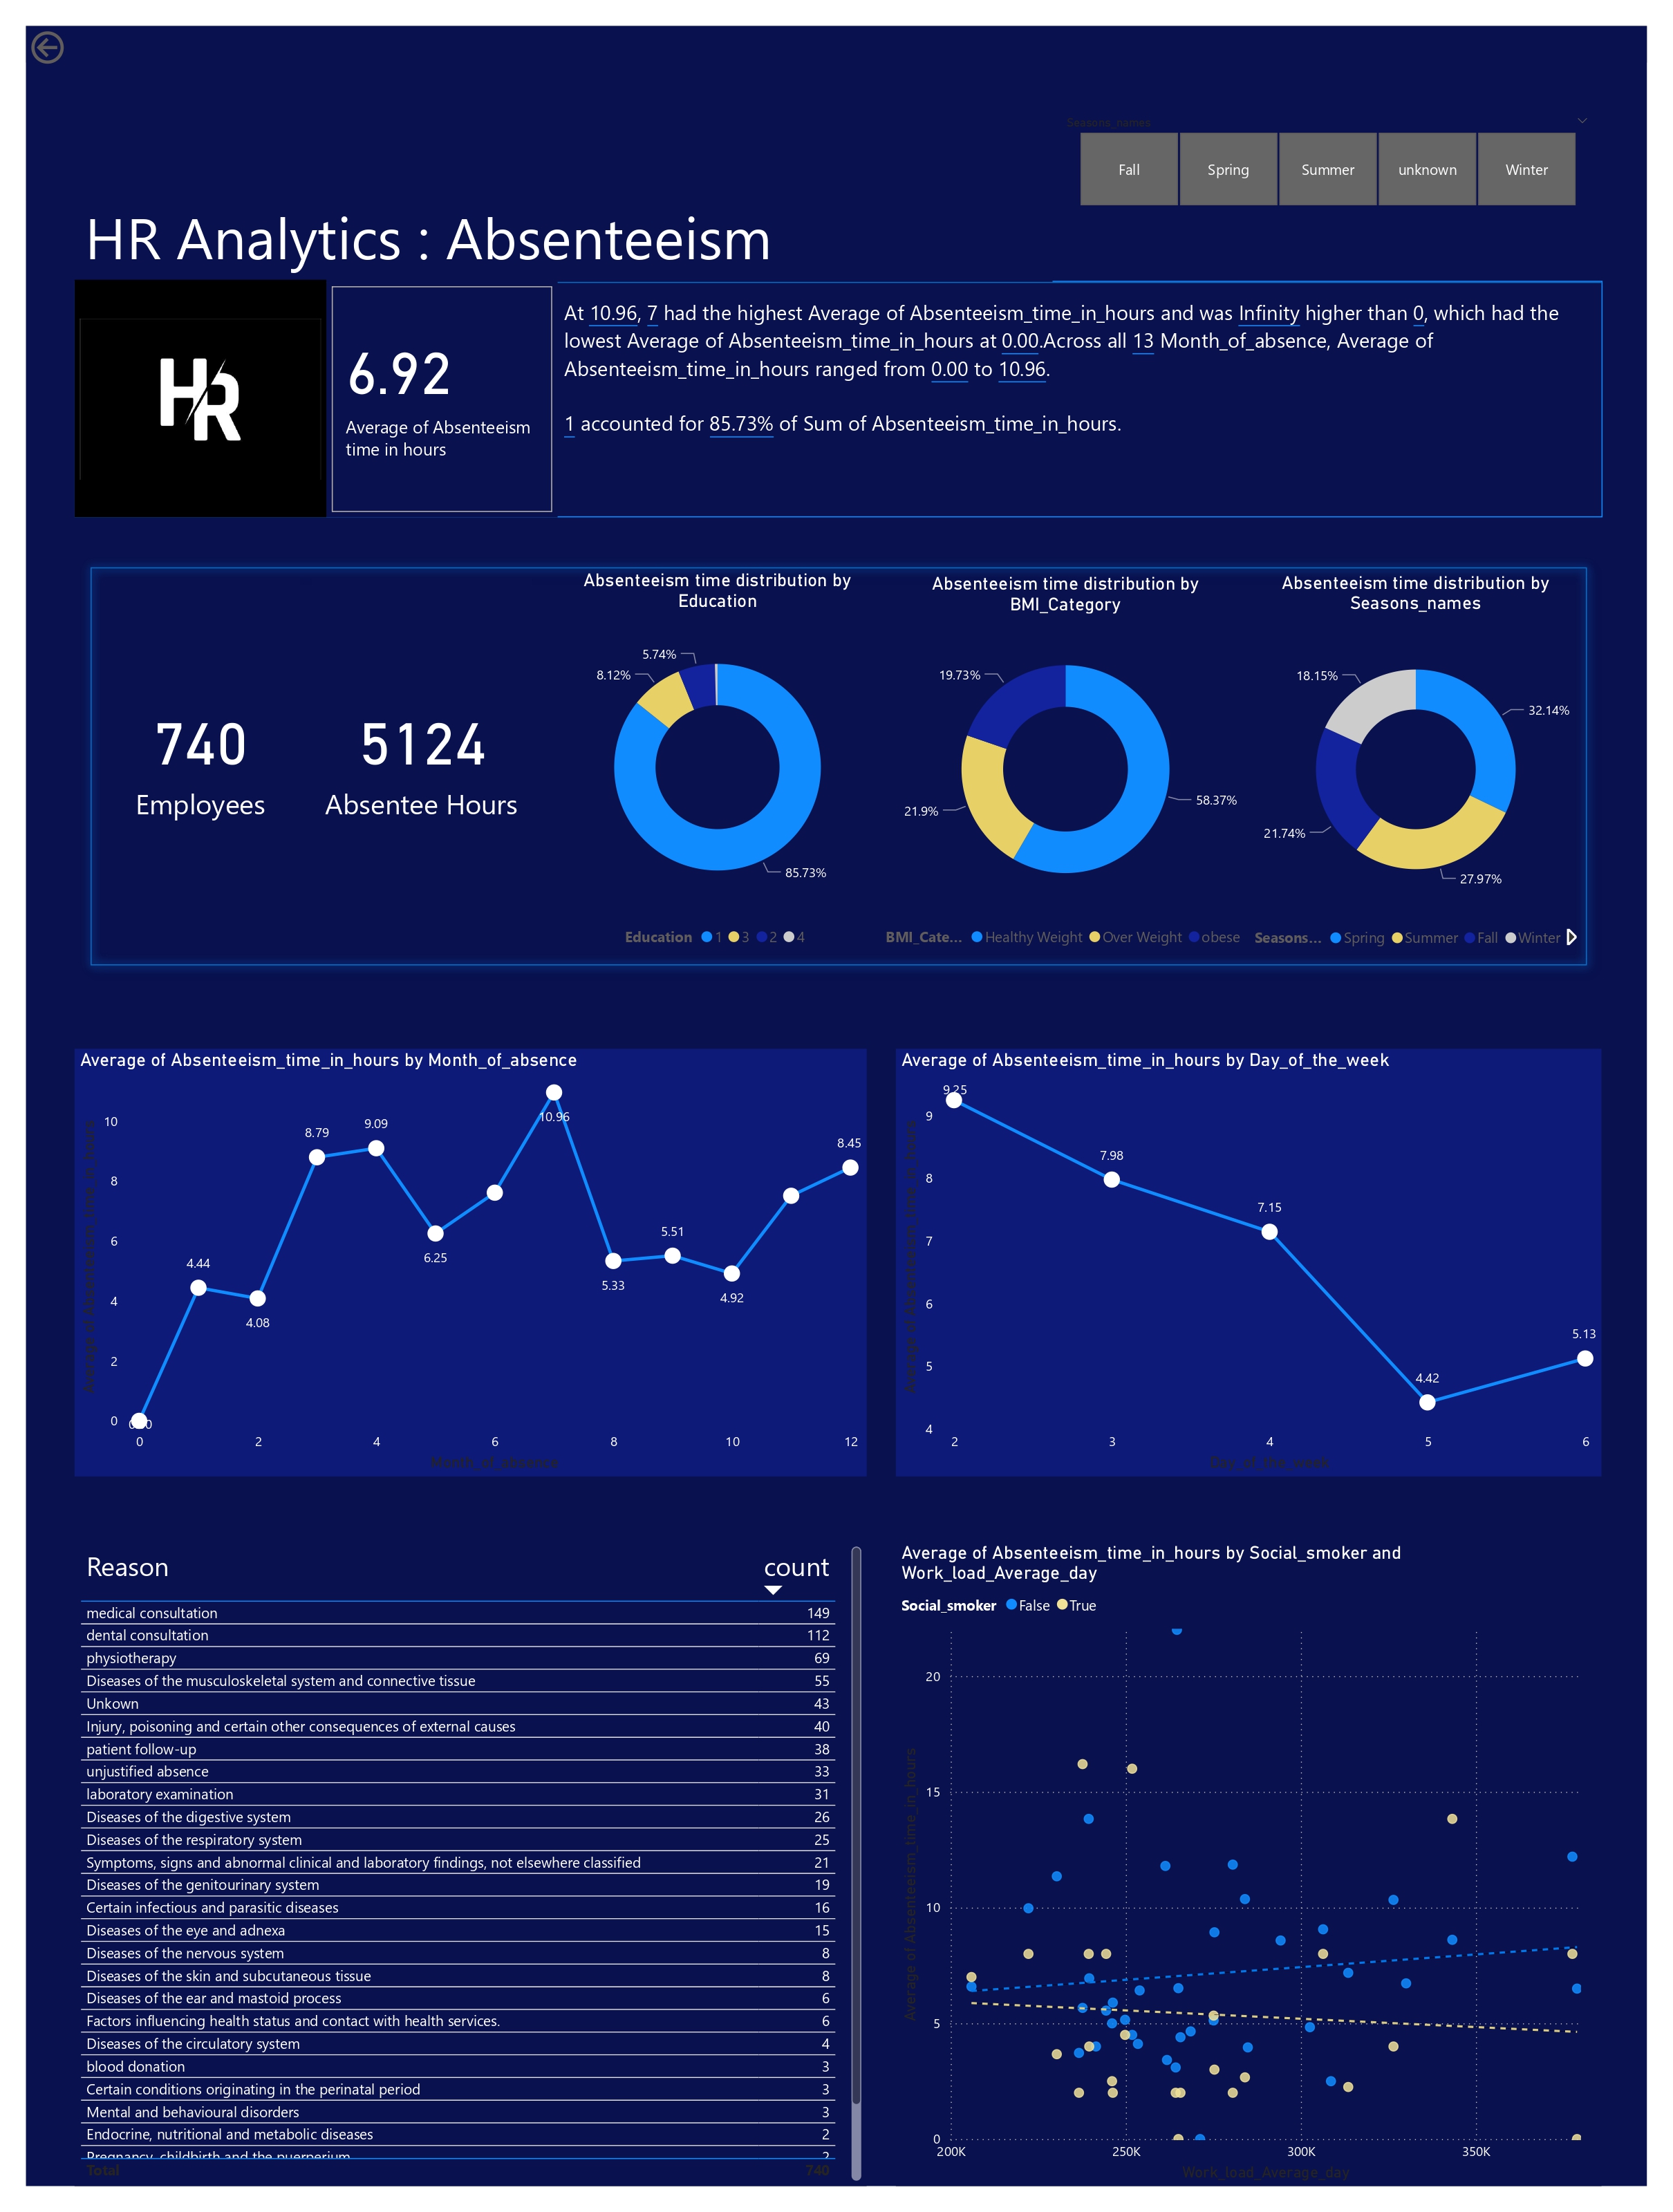 Seasons_names
Fall
Spring
Summer
unknown
Winter
HR Analytics : Absenteeism
HR
6.92
Average of Absenteeism
time in hours
At 10.96, 7 had the highest Average of Absenteeism_time_in_hours and was Infinity higher than 0, which had the
lowest Average of Absenteeism_time_in_hours at 0.00.Across all 13 Month_of_absence, Average of
Absenteeism_time_in_hours ranged from 0.00 to 10.96.
1 accounted for 85.73% of Sum of Absenteeism_time_in_hours.
740
Employees
5124
Absentee Hours
Absenteeism time distribution by
Education
5.74%
8.12%
85.73%
Education 1 3 2 4
Absenteeism time distribution by
BMI_Category
19.73%
21.9%
58.37%
BMI_Cate... Healthy Weight Over Weight obese
Absenteeism time distribution by
Seasons_names
18.15%
32.14%
21.74%
27.97%
Seasons... Spring Summer Fall Winter
Average of Absenteeism_time_in_hours by Month_of_absence
Average of Absenteeism_time_in_hours
10
8
6
4
2
0
4.44
4.08
8.79
9.09
6.25
10.96
5.33
5.51
4.92
8.45
0 2 4 6 8 10 12
Month_of_absence
Average of Absenteeism_time_in_hours by Day_of_the_week
Average of Absenteeism_time_in_hours
9
8
7
6
5
4
9.25
7.98
7.15
4.42
5.13
2 3 4 5 6
Day_of_the_week
Reason count
medical consultation 149
dental consultation 112
physiotherapy 69
Diseases of the musculoskeletal system and connective tissue 55
Unkown 43
Injury, poisoning and certain other consequences of external causes 40
patient follow-up 38
unjustified absence 33
laboratory examination 31
Diseases of the digestive system 26
Diseases of the respiratory system 25
Symptoms, signs and abnormal clinical and laboratory findings, not elsewhere classified 21
Diseases of the genitourinary system 19
Certain infectious and parasitic diseases 16
Diseases of the eye and adnexa 15
Diseases of the nervous system 8
Diseases of the skin and subcutaneous tissue 8
Diseases of the ear and mastoid process 6
Factors influencing health status and contact with health services. 6
Diseases of the circulatory system 4
blood donation 3
Certain conditions originating in the perinatal period 3
Mental and behavioural disorders 3
Endocrine, nutritional and metabolic diseases 2
Pregnancy, childbirth and the puerperium 2
Total 740
Average of Absenteeism_time_in_hours by Social_smoker and
Work_load_Average_day
Social_smoker False True
Average of Absenteeism_time_in_hours
20
15
10
5
0
200K 250K 300K 350K
Work_load_Average_day